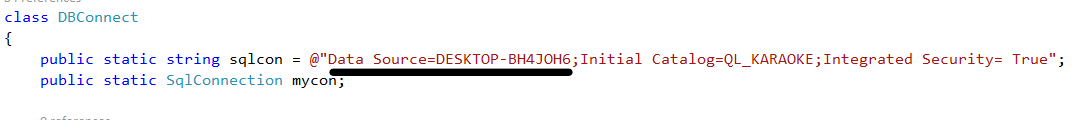 class DBConnect
{
public static string sqlcon = @"Data Source=DESKTOP-BH4JOH6;Initial Catalog=QL_KARAOKE;Integrated Security= True";
public static SqlConnection mycon;